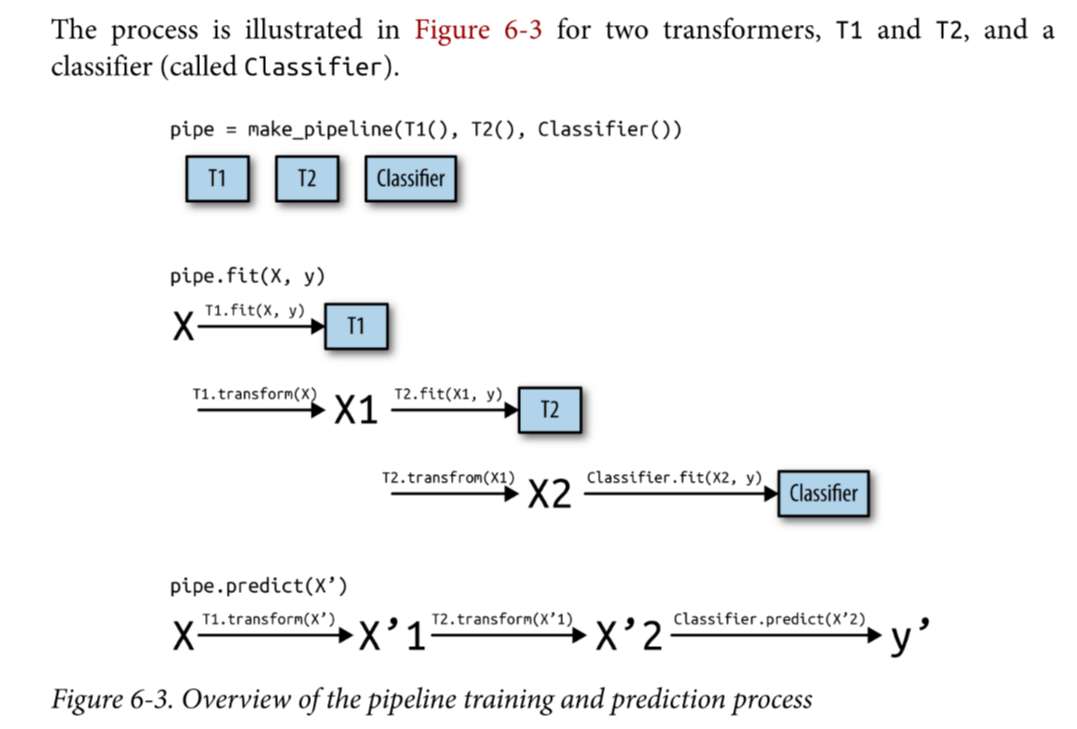 The process is illustrated in Figure 6-3 for two transformers, T1 and T2, and a
classifier (called Classifier).
pipe = make_pipeline(T1(), T2(), Classifier())
T1 T2 Classifier
pipe.fit(X, y)
X T1.fit(X, y) T1
T1.transform(X) X1 T2.fit(X1, y) T2
T2.transfrom(X1) X2 Classifier.fit(X2, y) Classifier
pipe.predict(X’)
X T1.transform(X’) X’1 T2.transform(X’1) X’2 Classifier.predict(X’2) y’
Figure 6-3. Overview of the pipeline training and prediction process